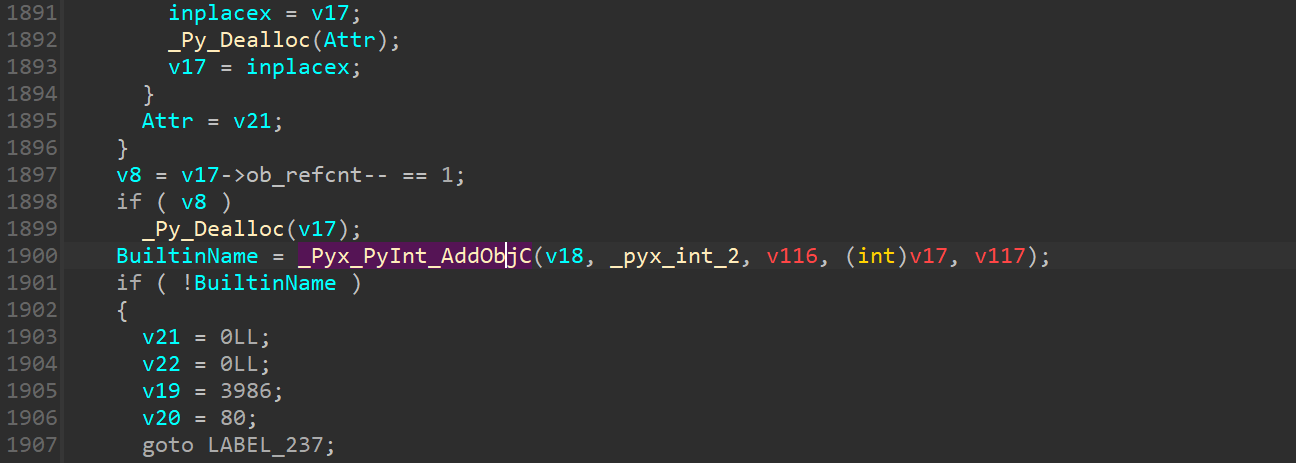 1891 inplacex = v17;
1892 _Py_Dealloc(Attr);
1893 v17 = inplacex;
1894 }
1895 Attr = v21;
1896 }
1897 v8 = v17->ob_refcnt-- == 1;
1898 if ( v8 )
1899 _Py_Dealloc(v17);
1900 BuiltinName = _Pyx_PyInt_AddObjC(v18, _pyx_int_2, v116, (int)v17, v117);
1901 if ( !BuiltinName )
1902 {
1903 v21 = 0LL;
1904 v22 = 0LL;
1905 v19 = 3986;
1906 v20 = 80;
1907 goto LABEL_237;